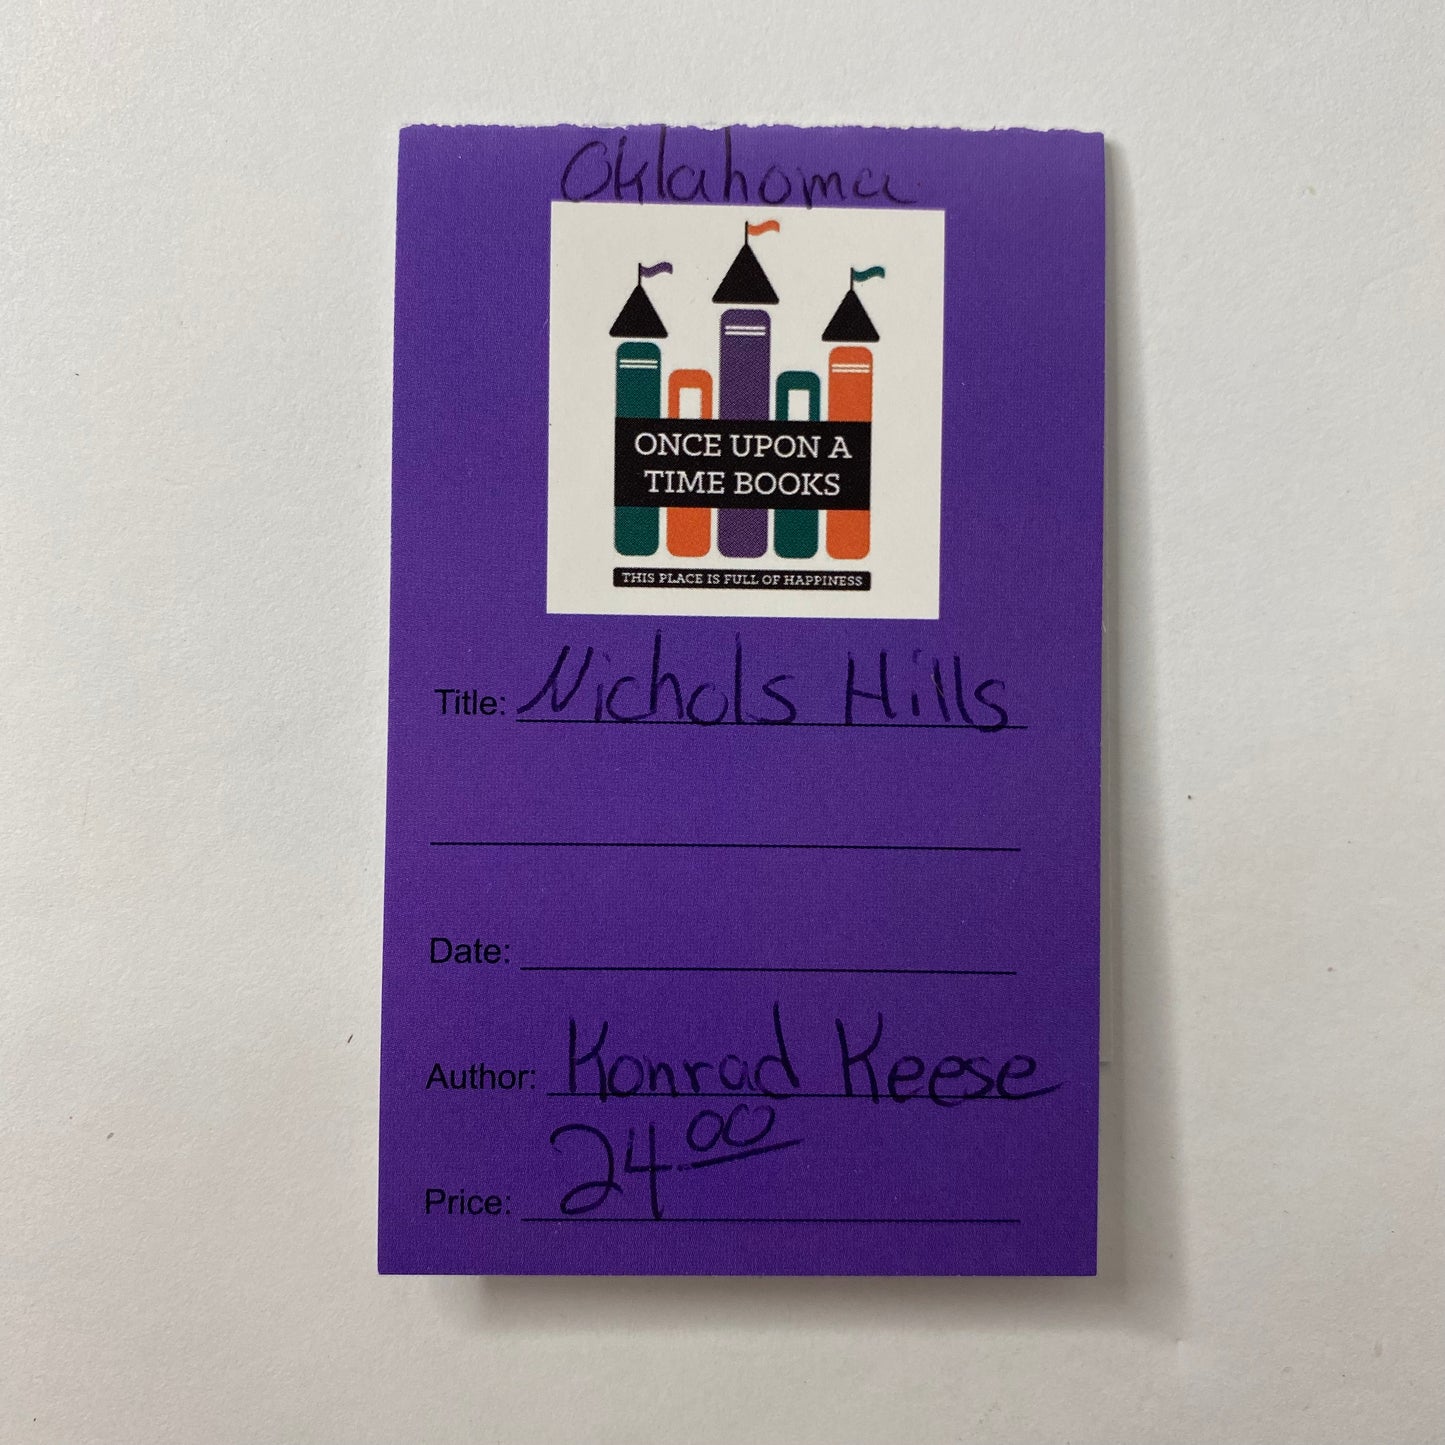 Oklahoma
ONCE UPON A
TIME BOOKS
THIS PLACE IS FULL OF HAPPINESS
Title: Nichols Hills
Date:
Author: Konrad Keese
Price: 24.00